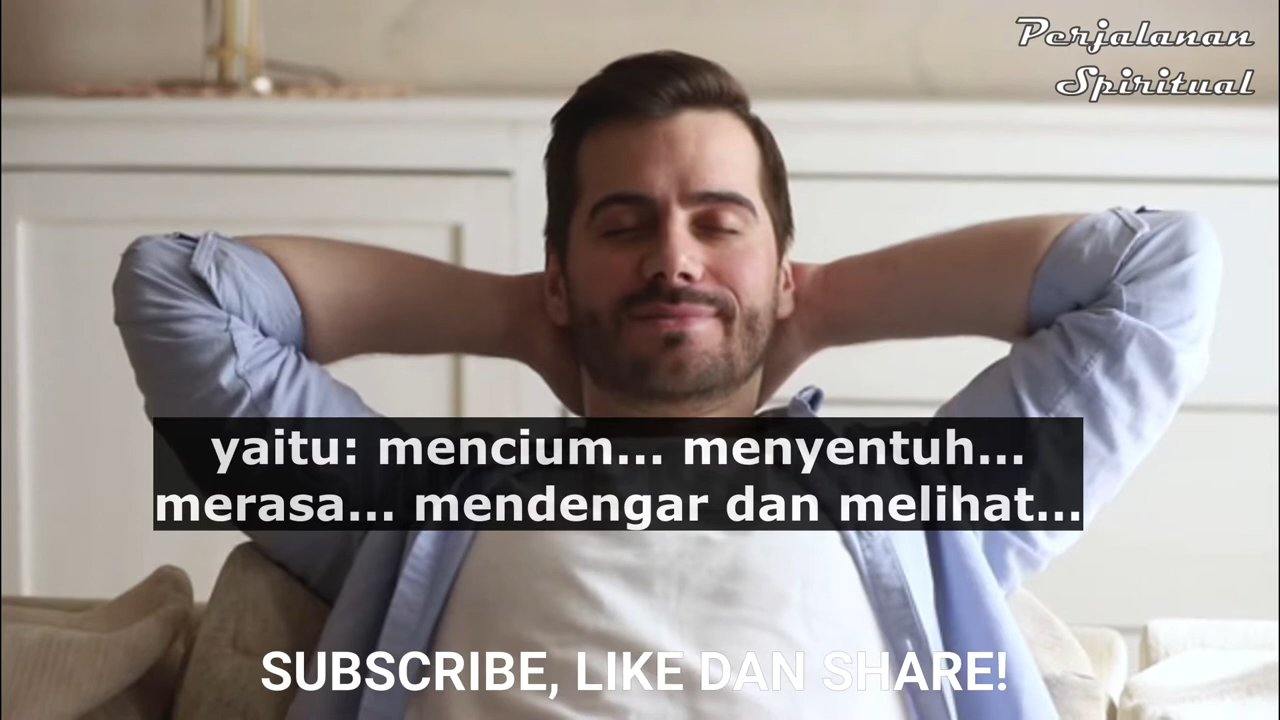 Perjalanan
Spiritual
yaitu: mencium... menyentuh...
merasa... mendengar dan melihat...
SUBSCRIBE, LIKE DAN SHARE!